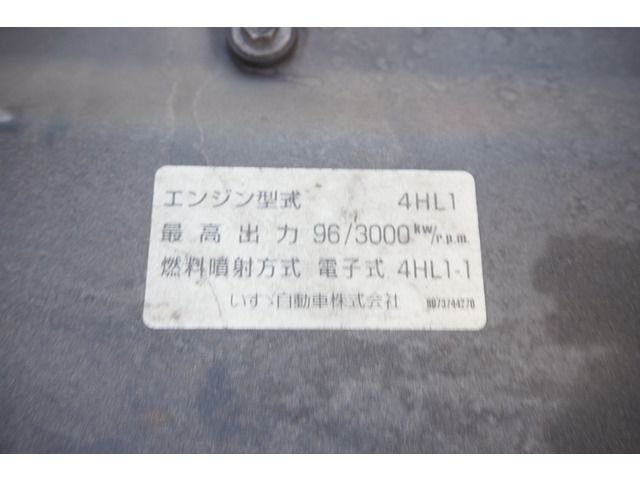 エンジン型式 4HL1
最高出力 96/3000 kw/r.p.m.
燃料噴射方式 電子式 4HL1-1
いすゞ自動車株式会社